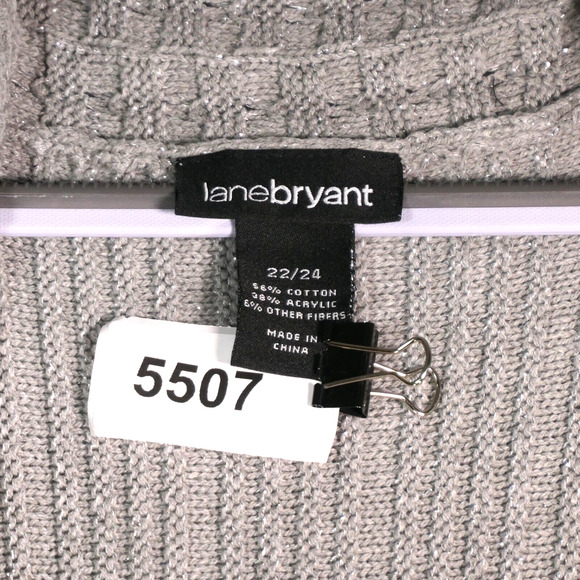 lanebryant
22/24
56% COTTON
38% ACRYLIC
6% OTHER FIBERS
MADE IN
CHINA
5507